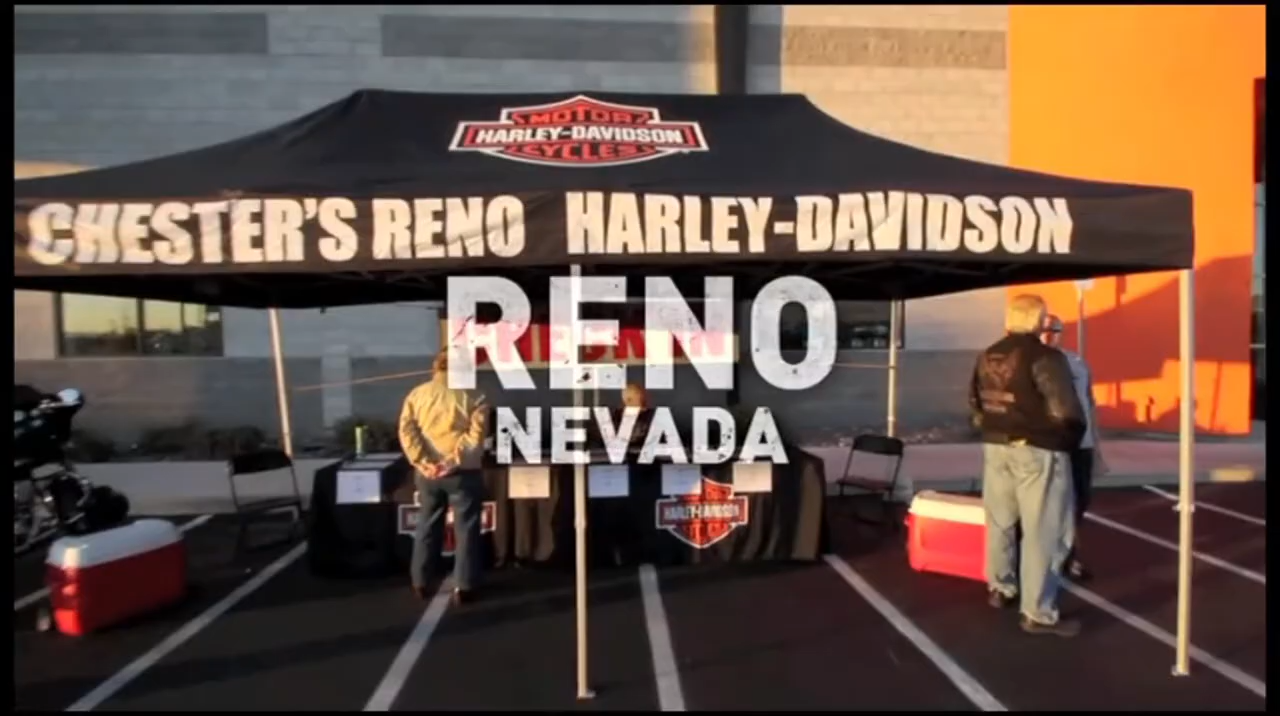 MOTOR
HARLEY-DAVIDSON
CYCLES
CHESTER'S RENO HARLEY-DAVIDSON
RENO
NEVADA
HARLEY-DAVIDSON